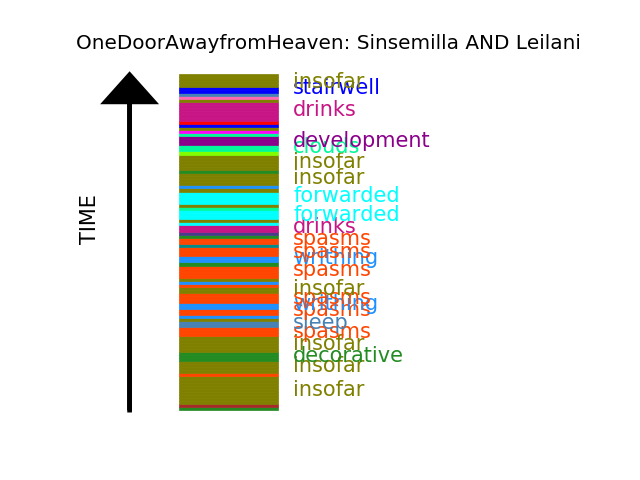 OneDoorAwayfromHeaven: Sinsemilla AND Leilani
insofar
stairwell
drinks
development
clouds
insofar
insofar
forwarded
forwarded
drinks
spasms
spasms
writhing
spasms
insofar
spasms
writhing
spasms
sleep
spasms
insofar
decorative
insofar
insofar
TIME